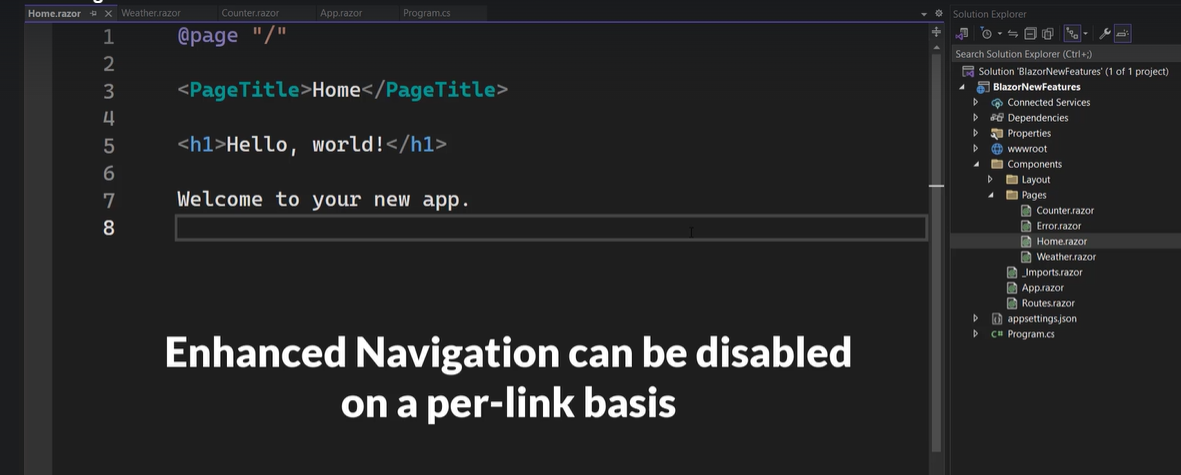 Home.razor
Weather.razor
Counter.razor
App.razor
Program.cs
1 @page "/"
2
3 <PageTitle>Home</PageTitle>
4
5 <h1>Hello, world!</h1>
6
7 Welcome to your new app.
8
Enhanced Navigation can be disabled
on a per-link basis
Solution Explorer
Search Solution Explorer (Ctrl+;)
Solution 'BlazorNewFeatures' (1 of 1 project)
BlazorNewFeatures
Connected Services
Dependencies
Properties
wwwroot
Components
Layout
Pages
Counter.razor
Error.razor
Home.razor
Weather.razor
_Imports.razor
App.razor
Routes.razor
appsettings.json
C# Program.cs